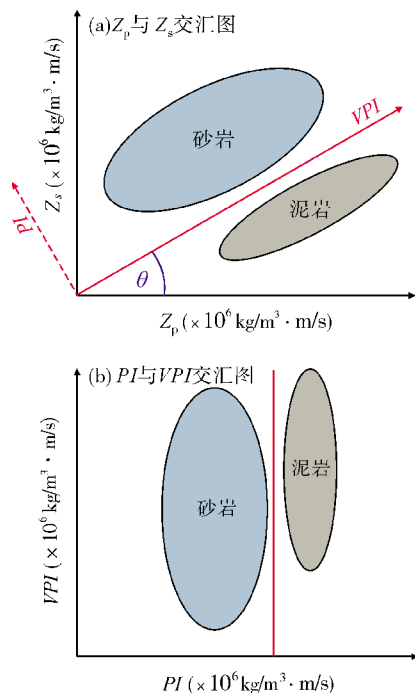 (a)Zₚ与 Zₛ交汇图
Zₛ (×10⁶ kg/m³·m/s)
砂岩
VPI
泥岩
PI
θ
Zₚ (×10⁶ kg/m³·m/s)
(b) PI与VPI交汇图
VPI (×10⁶ kg/m³·m/s)
砂岩
泥岩
PI (×10⁶ kg/m³·m/s)